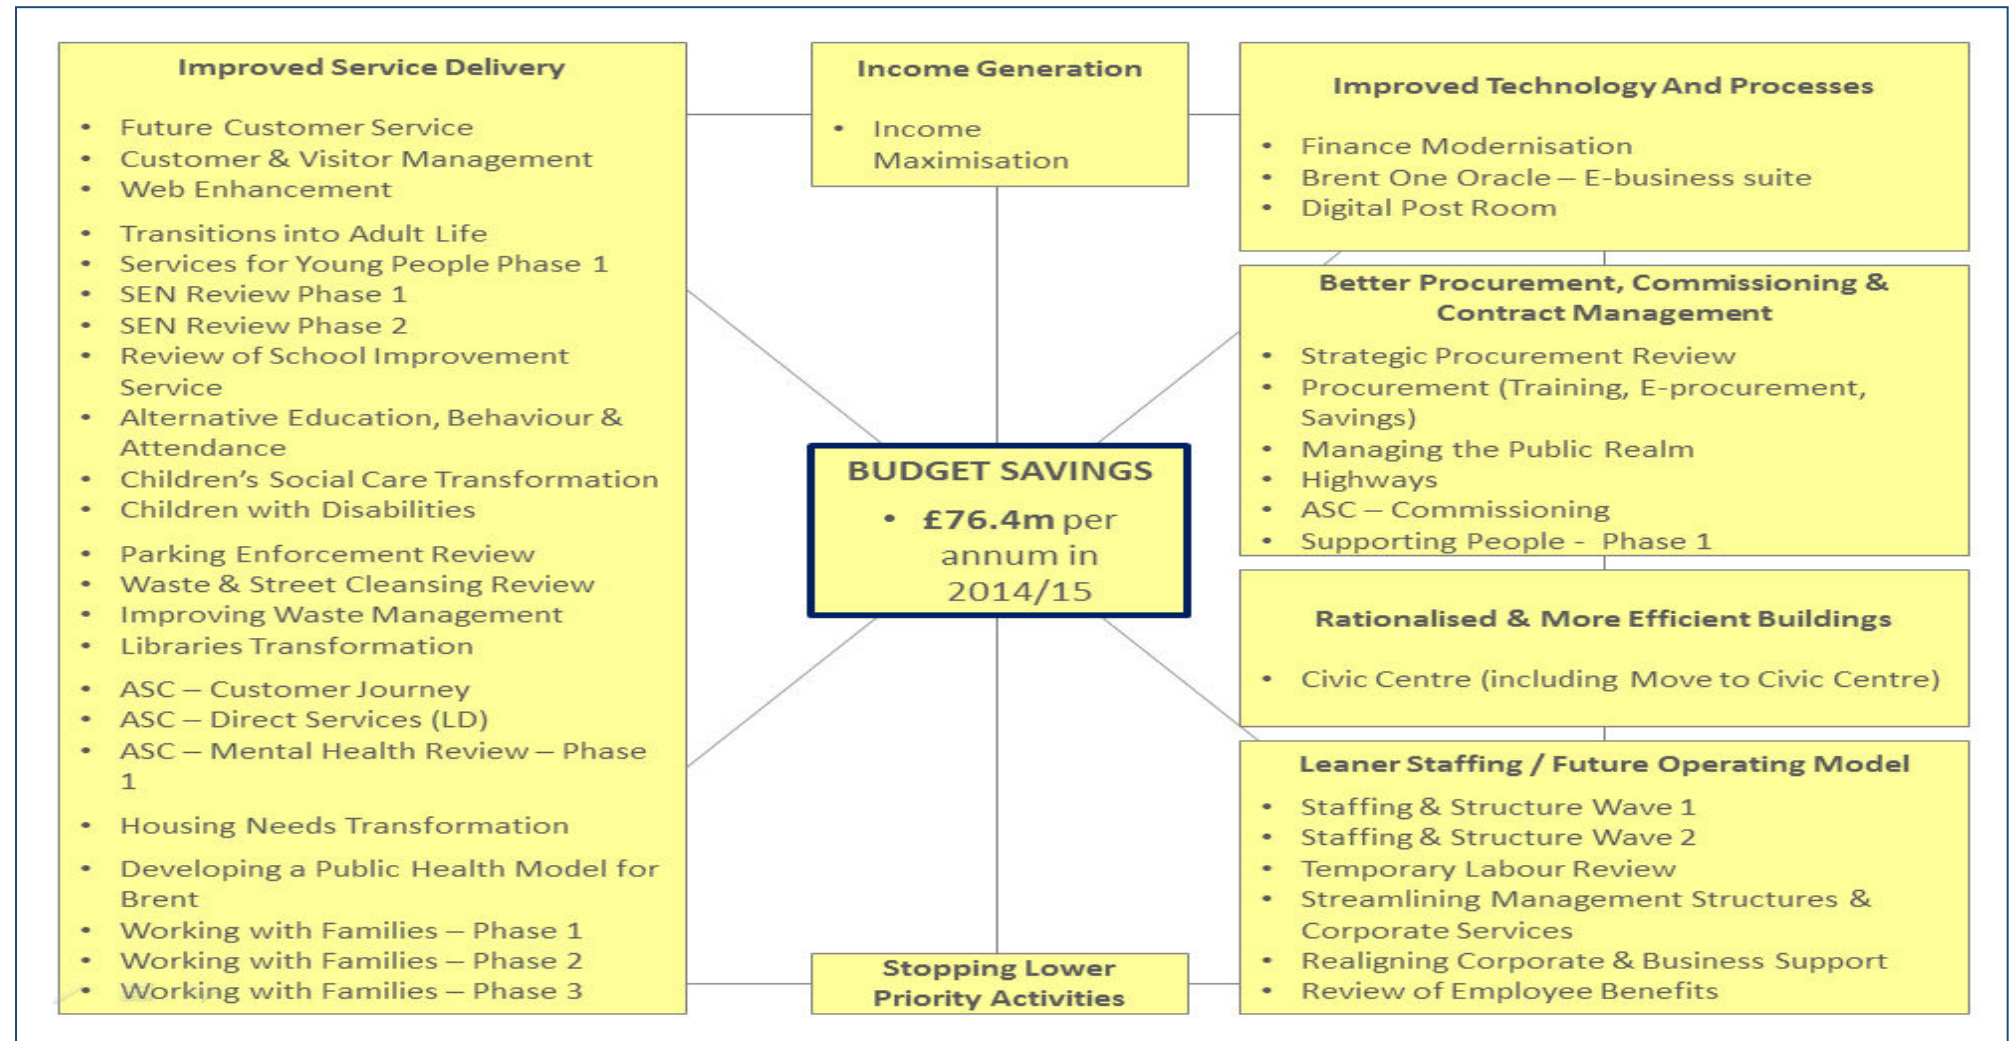 Improved Service Delivery
• Future Customer Service
• Customer & Visitor Management
• Web Enhancement
• Transitions into Adult Life
• Services for Young People Phase 1
• SEN Review Phase 1
• SEN Review Phase 2
• Review of School Improvement
Service
• Alternative Education, Behaviour &
Attendance
• Children's Social Care Transformation
• Children with Disabilities
• Parking Enforcement Review
• Waste & Street Cleansing Review
• Improving Waste Management
• Libraries Transformation
• ASC – Customer Journey
• ASC – Direct Services (LD)
• ASC – Mental Health Review – Phase
1
• Housing Needs Transformation
• Developing a Public Health Model for
Brent
• Working with Families – Phase 1
• Working with Families – Phase 2
• Working with Families – Phase 3
Income Generation
• Income
Maximisation
BUDGET SAVINGS
• £76.4m per
annum in
2014/15
Stopping Lower
Priority Activities
Improved Technology And Processes
• Finance Modernisation
• Brent One Oracle – E-business suite
• Digital Post Room
Better Procurement, Commissioning &
Contract Management
• Strategic Procurement Review
• Procurement (Training, E-procurement,
Savings)
• Managing the Public Realm
• Highways
• ASC – Commissioning
• Supporting People - Phase 1
Rationalised & More Efficient Buildings
• Civic Centre (including Move to Civic Centre)
Leaner Staffing / Future Operating Model
• Staffing & Structure Wave 1
• Staffing & Structure Wave 2
• Temporary Labour Review
• Streamlining Management Structures &
Corporate Services
• Realigning Corporate & Business Support
• Review of Employee Benefits